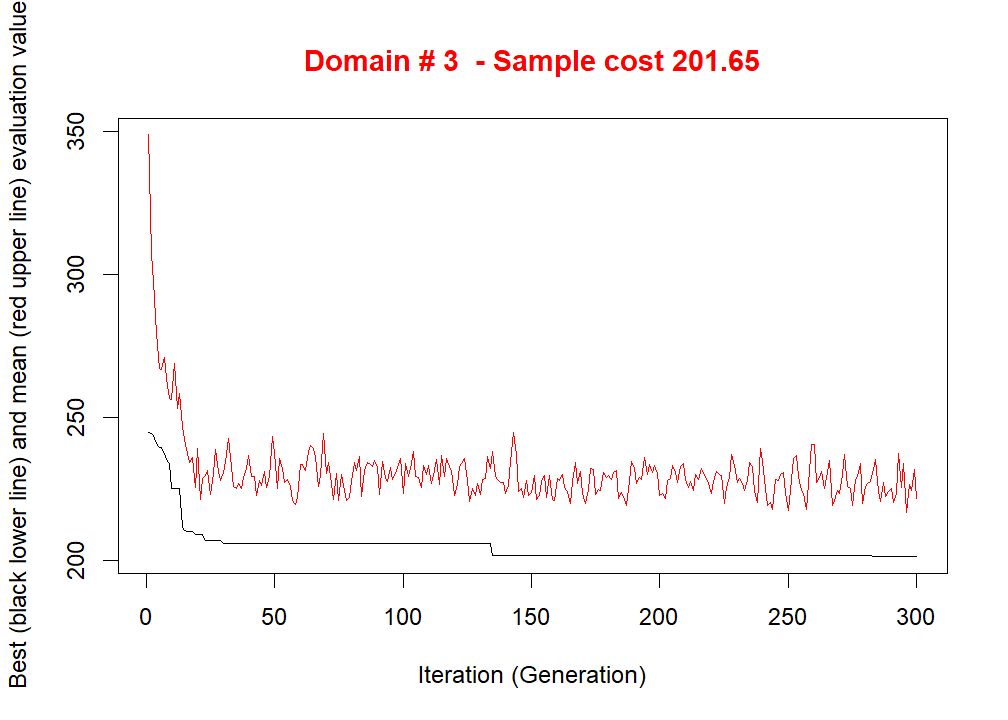 Domain # 3  - Sample cost 201.65
Best (black lower line) and mean (red upper line) evaluation value
350
300
250
200
0 50 100 150 200 250 300
Iteration (Generation)